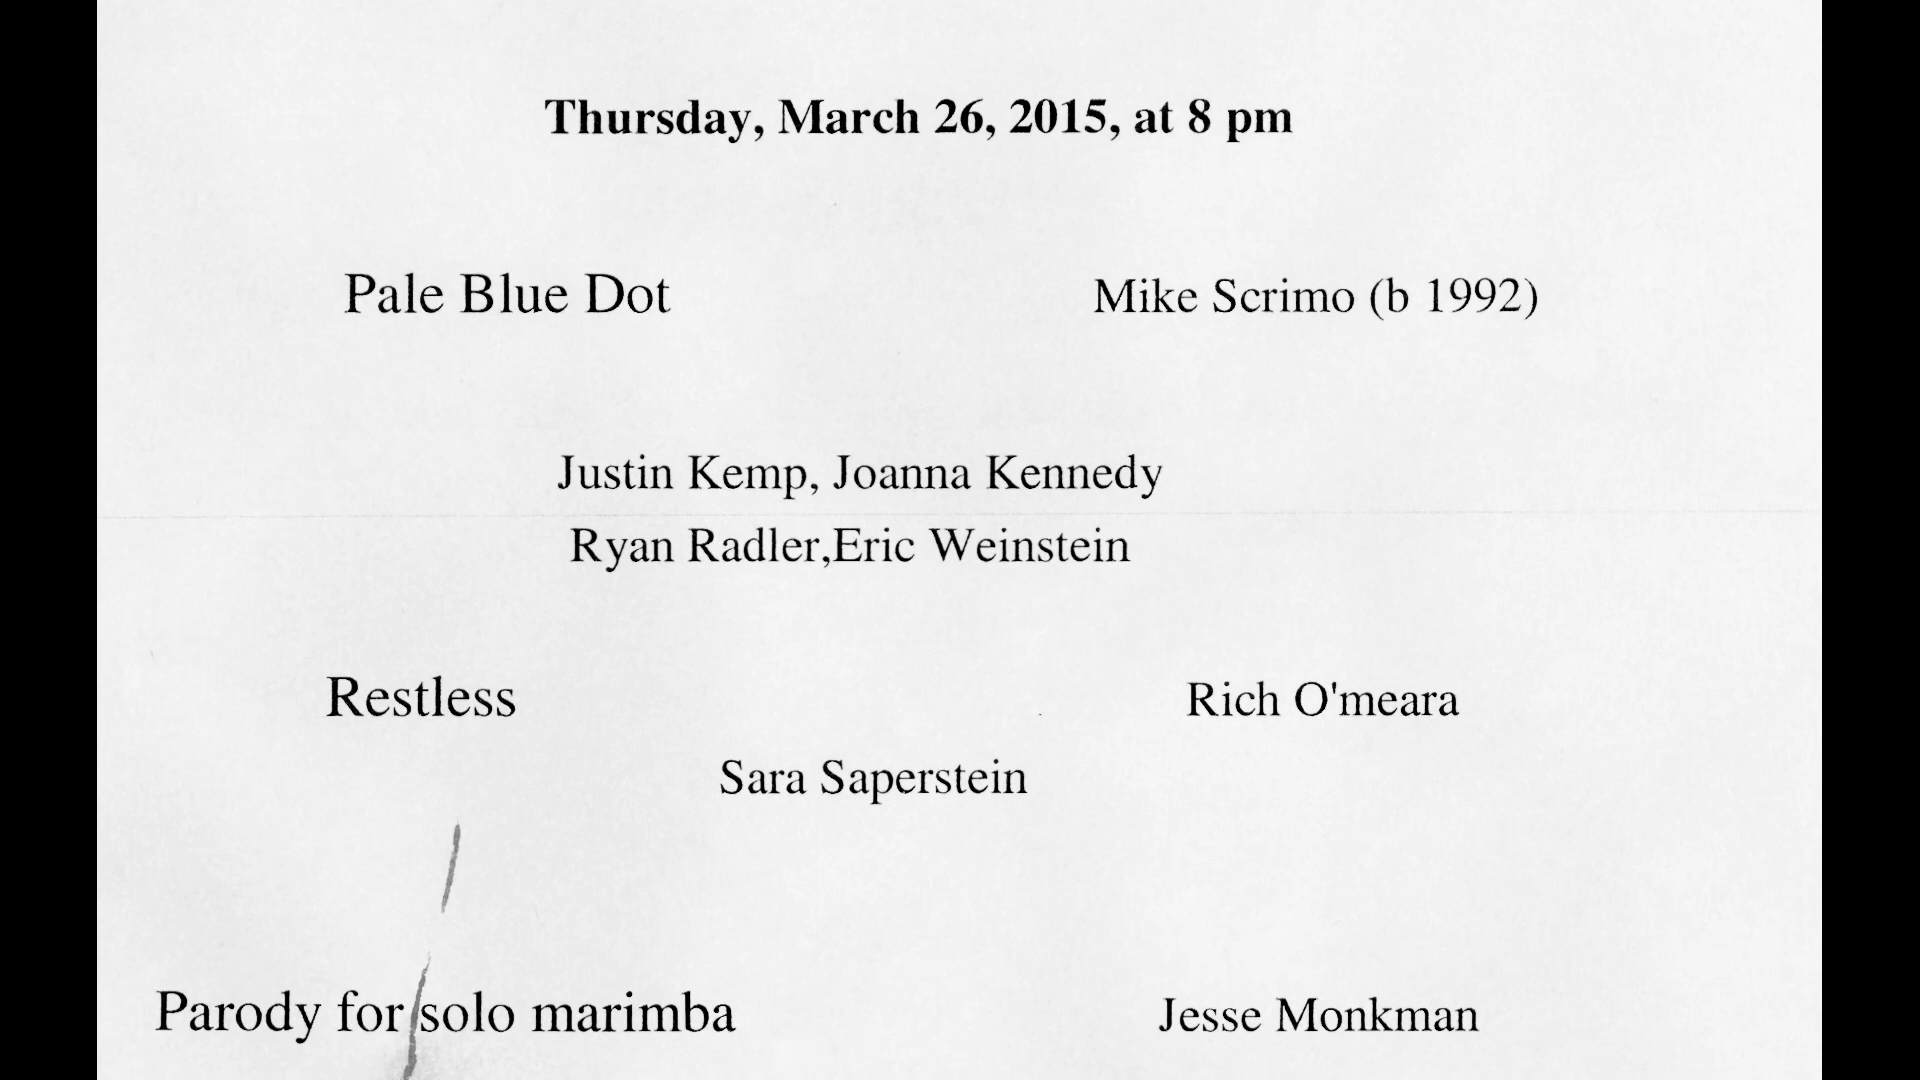 Thursday, March 26, 2015, at 8 pm
Pale Blue Dot Mike Scrimo (b 1992)
Justin Kemp, Joanna Kennedy
Ryan Radler,Eric Weinstein
Restless Rich O'meara
Sara Saperstein
Parody for solo marimba Jesse Monkman